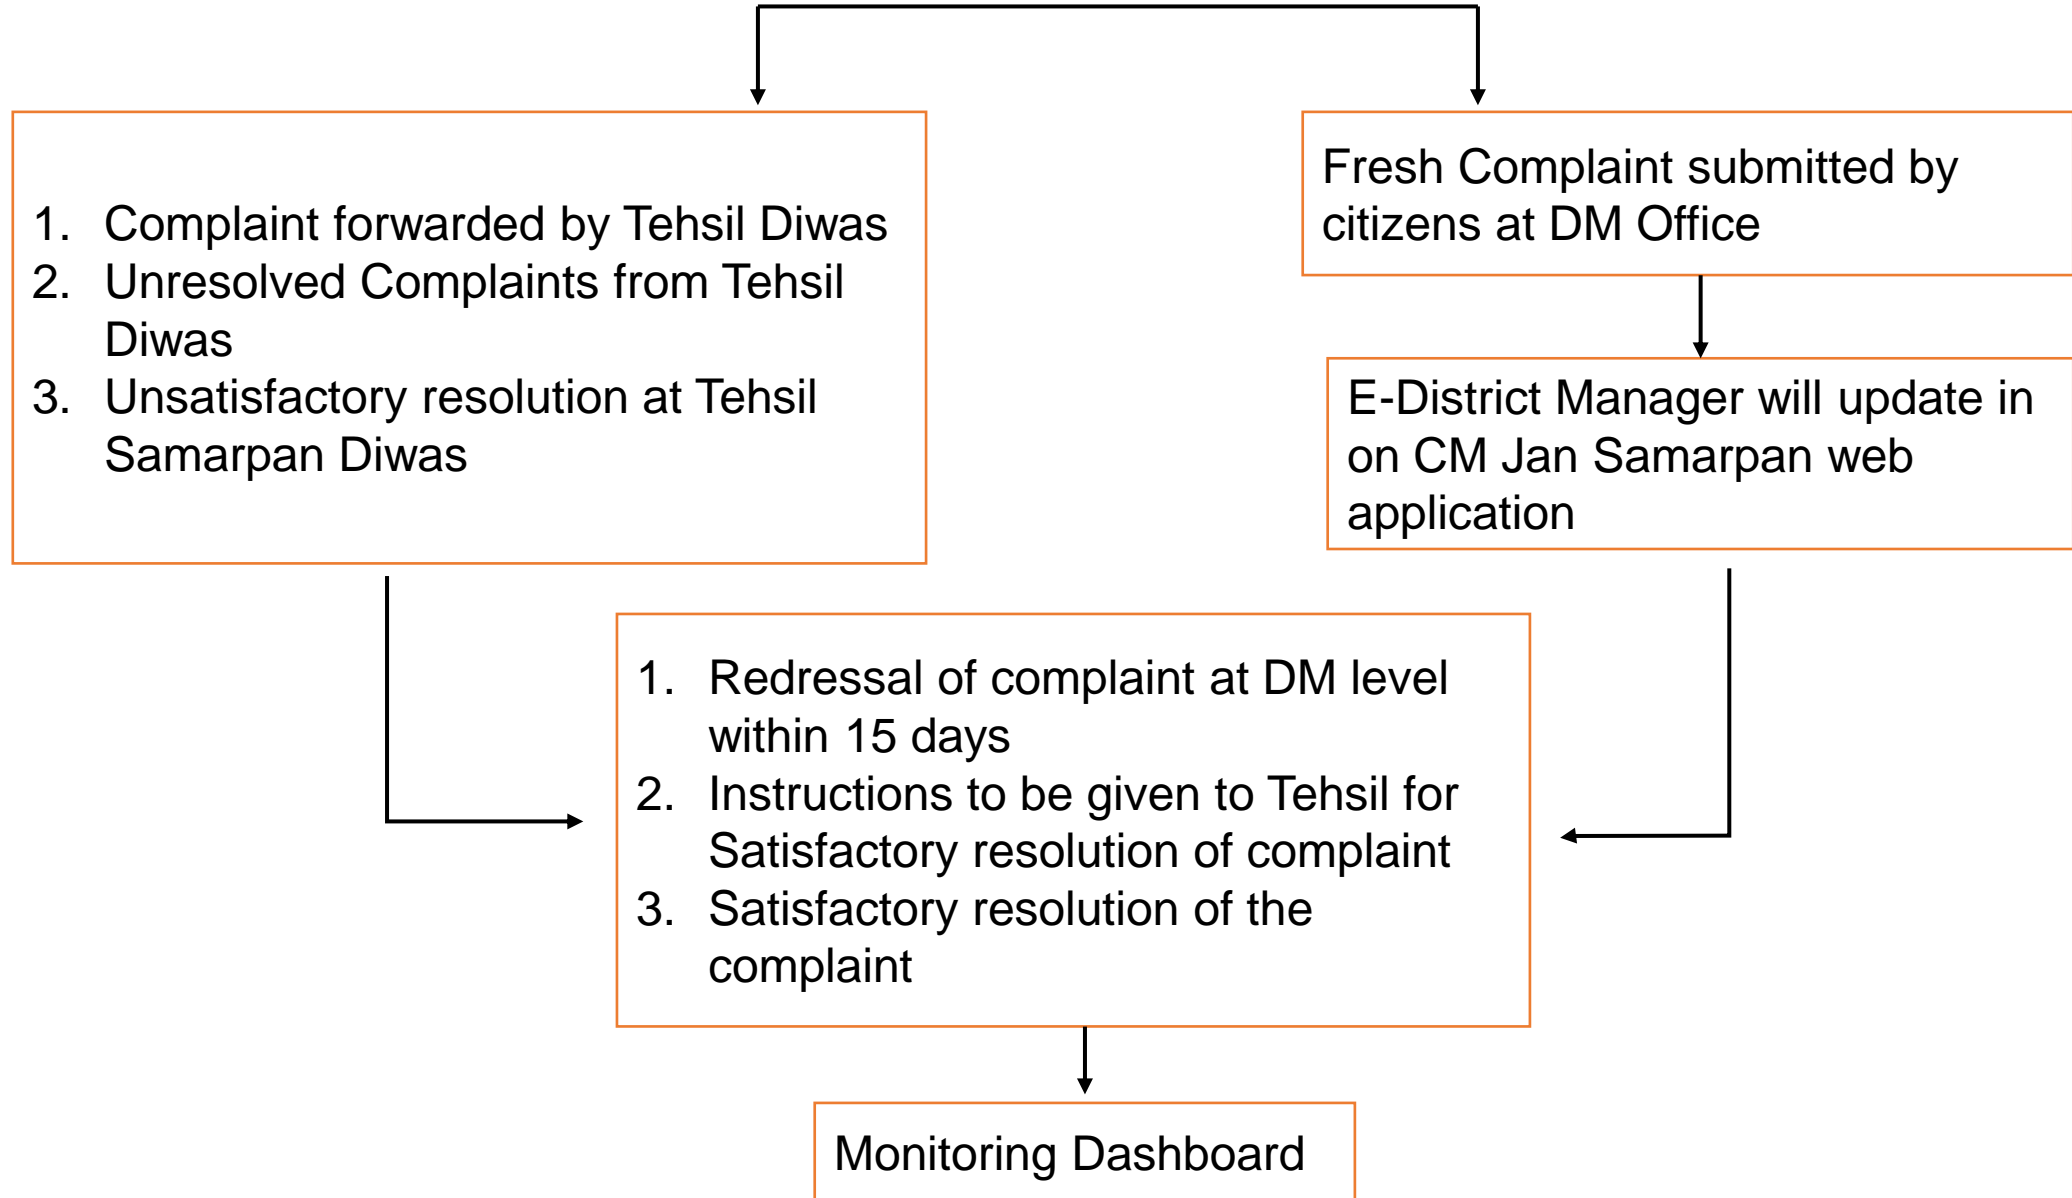 1. Complaint forwarded by Tehsil Diwas
2. Unresolved Complaints from Tehsil
Diwas
3. Unsatisfactory resolution at Tehsil
Samarpan Diwas
Fresh Complaint submitted by
citizens at DM Office
E-District Manager will update in
on CM Jan Samarpan web
application
1. Redressal of complaint at DM level
within 15 days
2. Instructions to be given to Tehsil for
Satisfactory resolution of complaint
3. Satisfactory resolution of the
complaint
Monitoring Dashboard